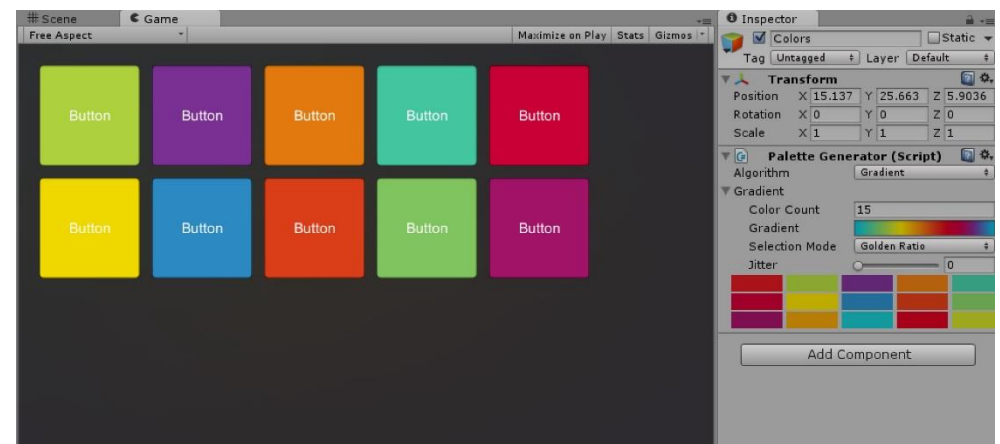 Scene Game
Free Aspect Maximize on Play Stats Gizmos
Button Button Button Button Button
Button Button Button Button Button
Inspector
Colors Static
Tag Untagged Layer Default
Transform
Position X 15.137 Y 25.663 Z 5.9036
Rotation X 0 Y 0 Z 0
Scale X 1 Y 1 Z 1
Palette Generator (Script)
Algorithm Gradient
Gradient
Color Count 15
Gradient
Selection Mode Golden Ratio
Jitter 0
Add Component